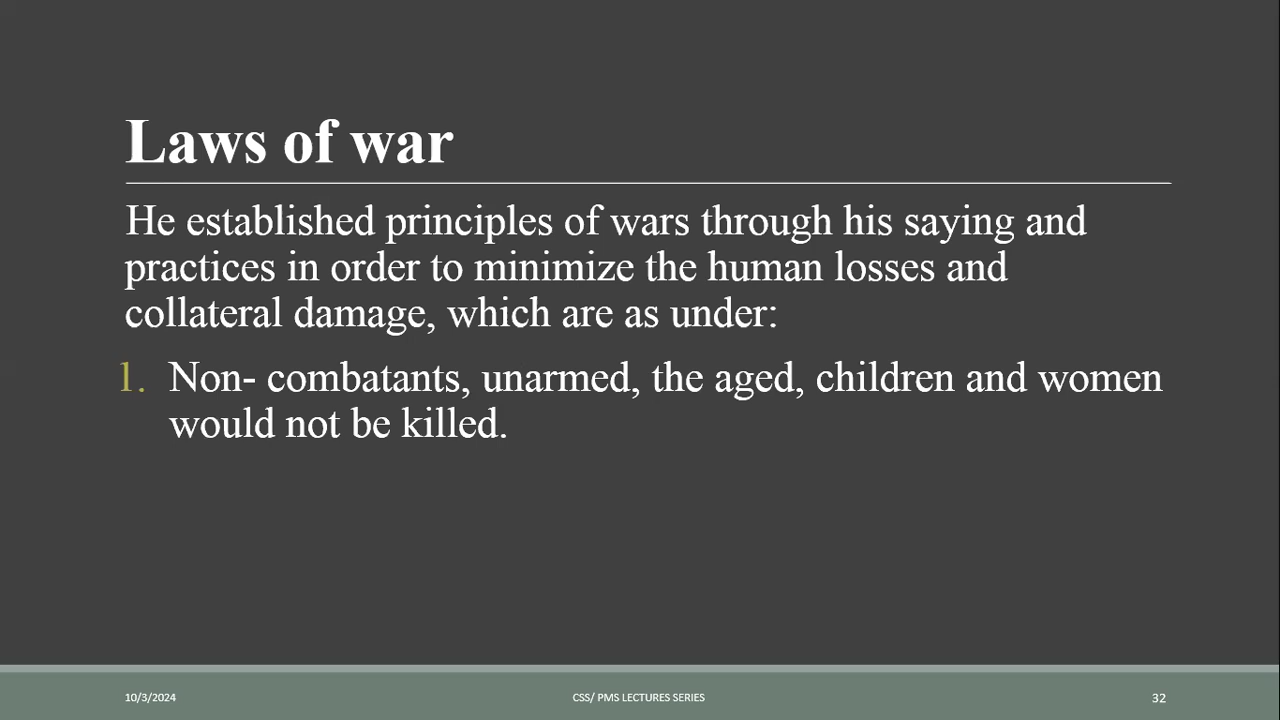 Laws of war
He established principles of wars through his saying and
practices in order to minimize the human losses and
collateral damage, which are as under:
1. Non- combatants, unarmed, the aged, children and women
would not be killed.
10/3/2024 CSS/ PMS LECTURES SERIES 32